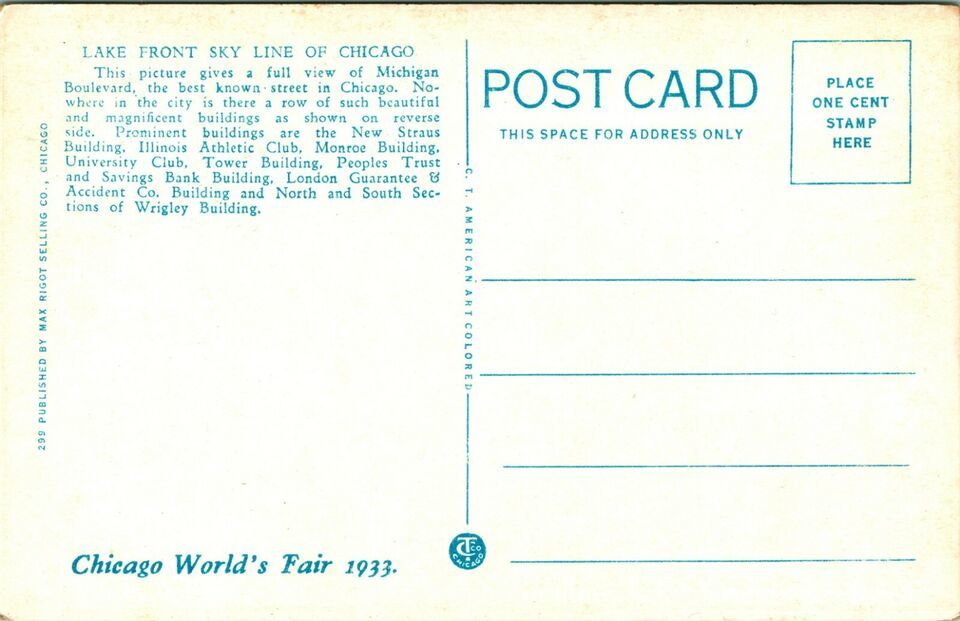 LAKE FRONT SKY LINE OF CHICAGO
This picture gives a full view of Michigan
Boulevard, the best known street in Chicago. No-
where in the city is there a row of such beautiful
and magnificent buildings as shown on reverse
side. Prominent buildings are the New Straus
Building, Illinois Athletic Club, Monroe Building,
University Club, Tower Building, Peoples Trust
and Savings Bank Building, London Guarantee &
Accident Co. Building and North and South Sec-
tions of Wrigley Building.
299 PUBLISHED BY MAX RIGOT SELLING CO., CHICAGO
Chicago World's Fair 1933.
C. T. AMERICAN ART COLORED
CT CO
CHICAGO
POST CARD
THIS SPACE FOR ADDRESS ONLY
PLACE
ONE CENT
STAMP
HERE